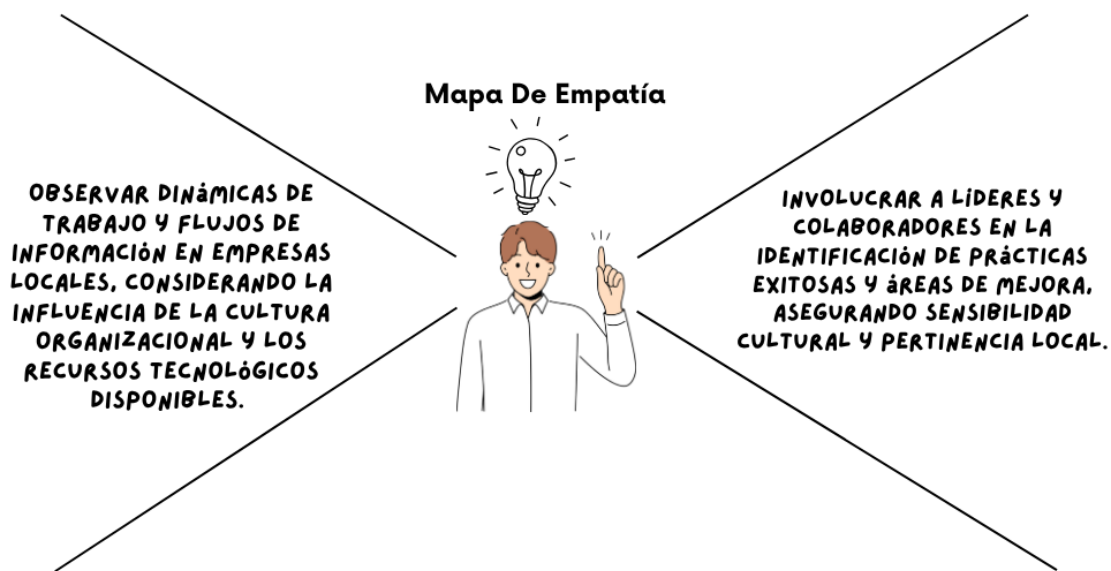 Mapa De Empatía
OBSERVAR DINáMICAS DE
TRABAJO Y FLUJOS DE
INFORMACIóN EN EMPRESAS
LOCALES, CONSIDERANDO LA
INFLUENCIA DE LA CULTURA
ORGANIZACIONAL Y LOS
RECURSOS TECNOLóGICOS
DISPONIBLES.
INVOLUCRAR A LíDERES Y
COLABORADORES EN LA
IDENTIFICACIóN DE PRáCTICAS
EXITOSAS Y áREAS DE MEJORA,
ASEGURANDO SENSIBILIDAD
CULTURAL Y PERTINENCIA LOCAL.